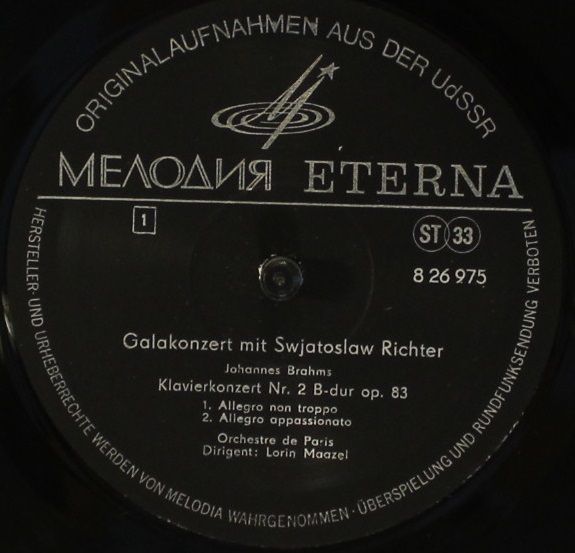 ORIGINALAUFNAHMEN AUS DER UdSSR
МЕЛОДИЯ ETERNA
1
ST 33
8 26 975
Galakonzert mit Swjatoslaw Richter
Johannes Brahms
Klavierkonzert Nr. 2 B-dur op. 83
1. Allegro non troppo
2. Allegro appassionato
Orchestre de Paris
Dirigent: Lorin Maazel
HERSTELLER- UND URHEBERRECHTE WERDEN VON MELODIA WAHRGENOMMEN · ÜBERSPIELUNG UND RUNDFUNKSENDUNG VERBOTEN